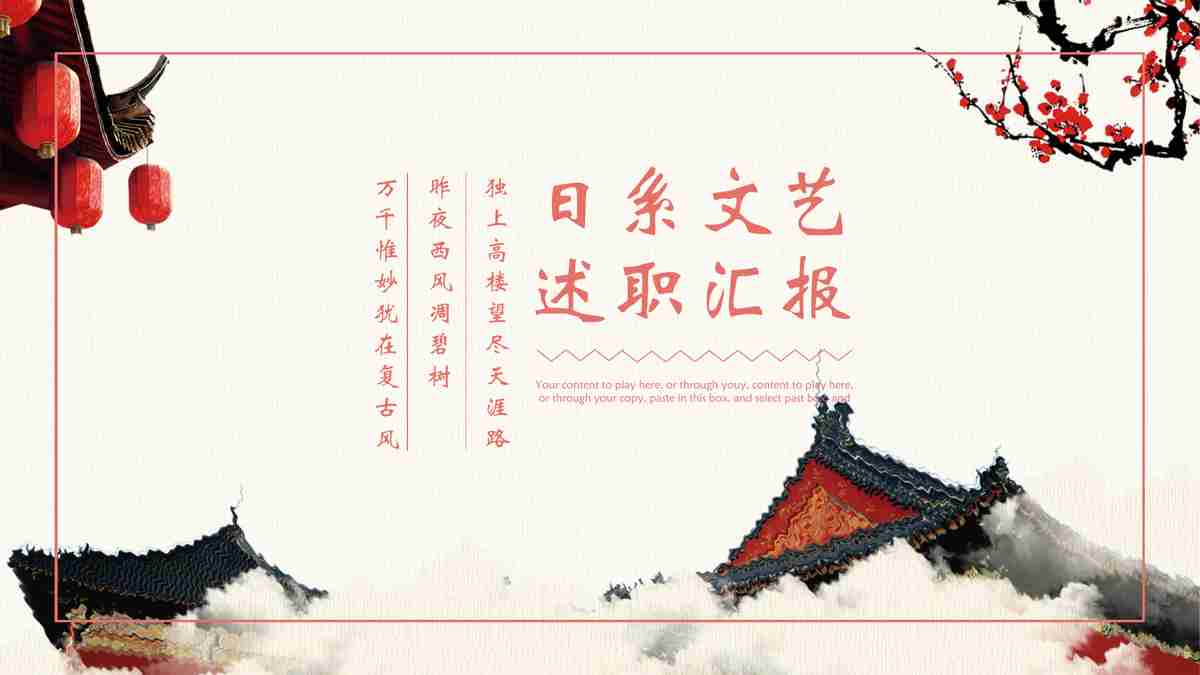 日系文艺
述职汇报
Your content to play here, or through youy, content to play here,
or through your copy, paste in this box, and select past box, and
独上高楼望尽天涯路
昨夜西风凋碧树
万千惟妙犹在复古风